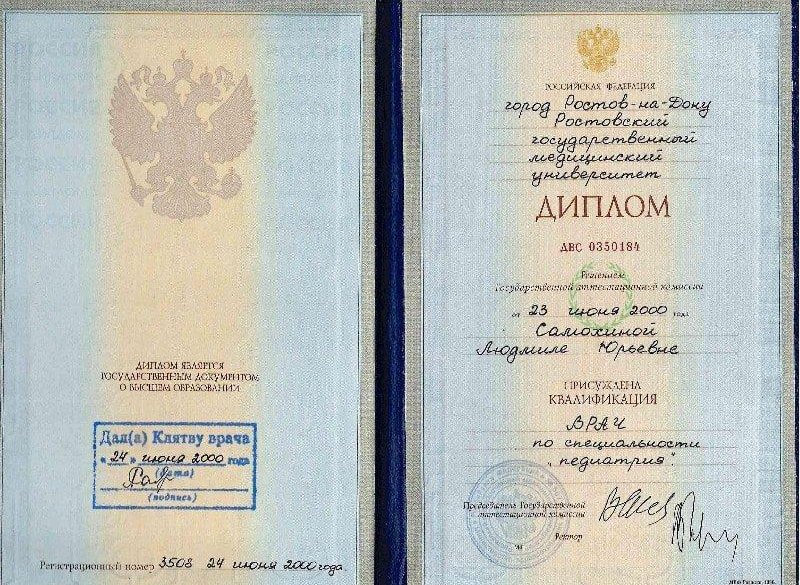 ДИПЛОМ ЯВЛЯЕТСЯ
ГОСУДАРСТВЕННЫМ ДОКУМЕНТОМ
О ВЫСШЕМ ОБРАЗОВАНИИ
Дал(а) Клятву врача
« 24 » июня 2000 года
(дата)
(подпись)
Регистрационный номер 3508 24 июня 2000 года.
РОССИЙСКАЯ ФЕДЕРАЦИЯ
город Ростов-на-Дону
Ростовский
государственный
медицинский
университет
ДИПЛОМ
ДВС 0350184
Решением
Государственной аттестационной комиссии
от 23 июня 2000 года
Самохиной
Людмиле Юрьевне
ПРИСУЖДЕНА
КВАЛИФИКАЦИЯ
ВРАЧ
по специальности
„педиатрия".
Председатель Государственной
аттестационной комиссии
Ректор